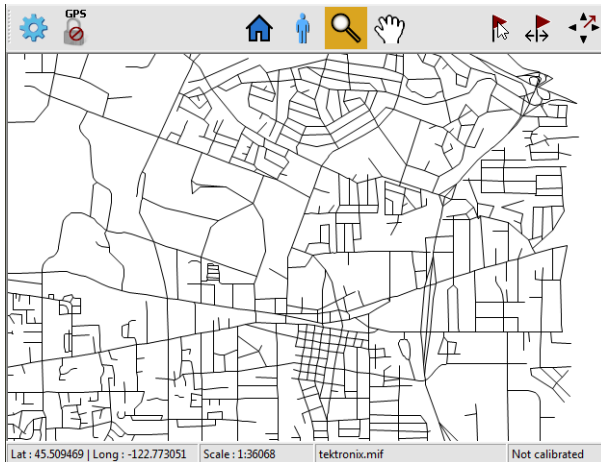 GPS
Lat : 45.509469 | Long : -122.773051 Scale : 1:36068 tektronix.mif Not calibrated